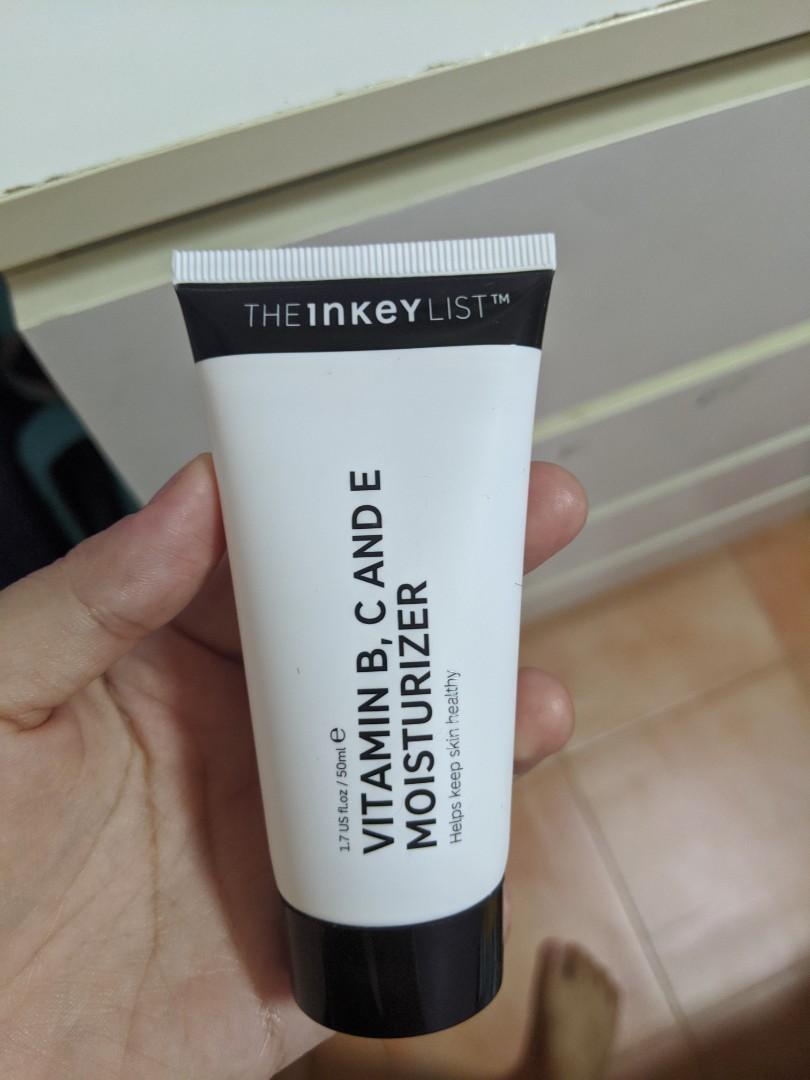 THE INKEY LIST™
1.7 US fl.oz / 50ml ℮
VITAMIN B, C AND E
MOISTURIZER
Helps keep skin healthy